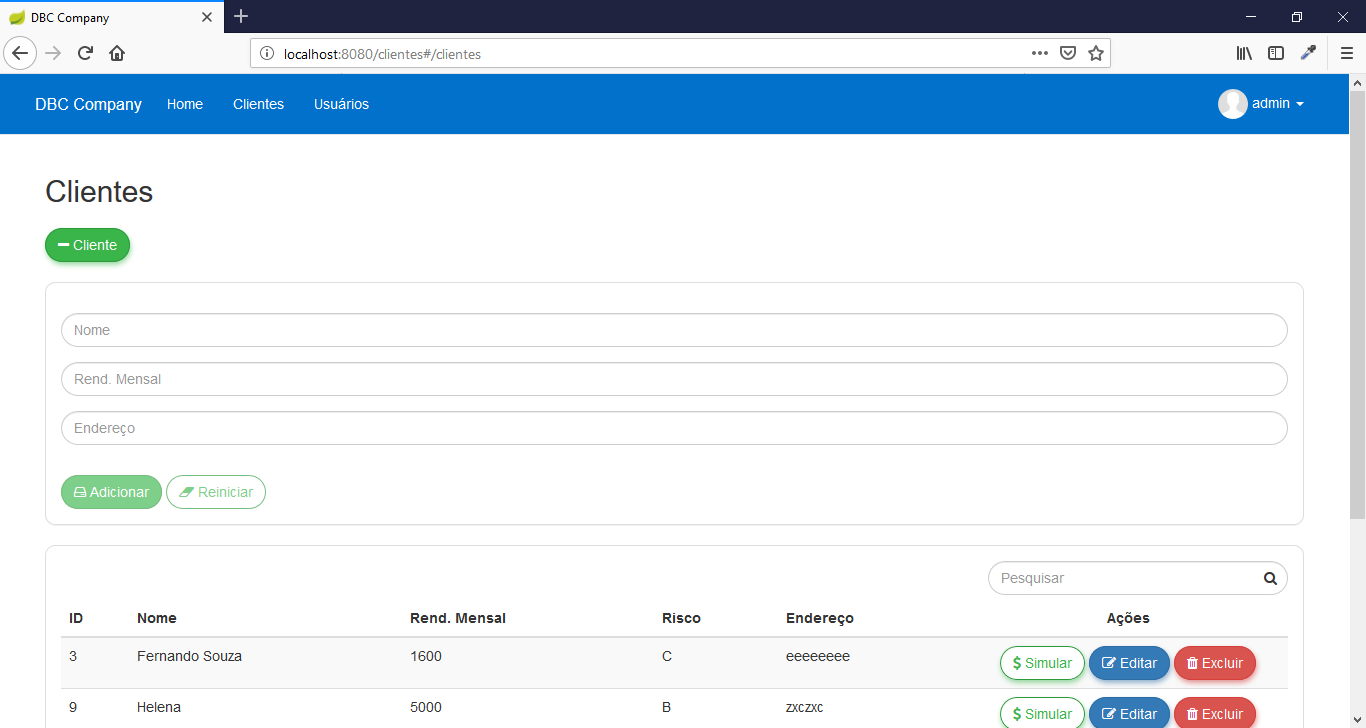 DBC Company
localhost:8080/clientes#/clientes
DBC Company Home Clientes Usuários admin
Clientes
Cliente
Nome
Rend. Mensal
Endereço
Adicionar Reiniciar
Pesquisar
ID Nome Rend. Mensal Risco Endereço Ações
3 Fernando Souza 1600 C eeeeeeee $ Simular Editar Excluir
9 Helena 5000 B zxczxc $ Simular Editar Excluir